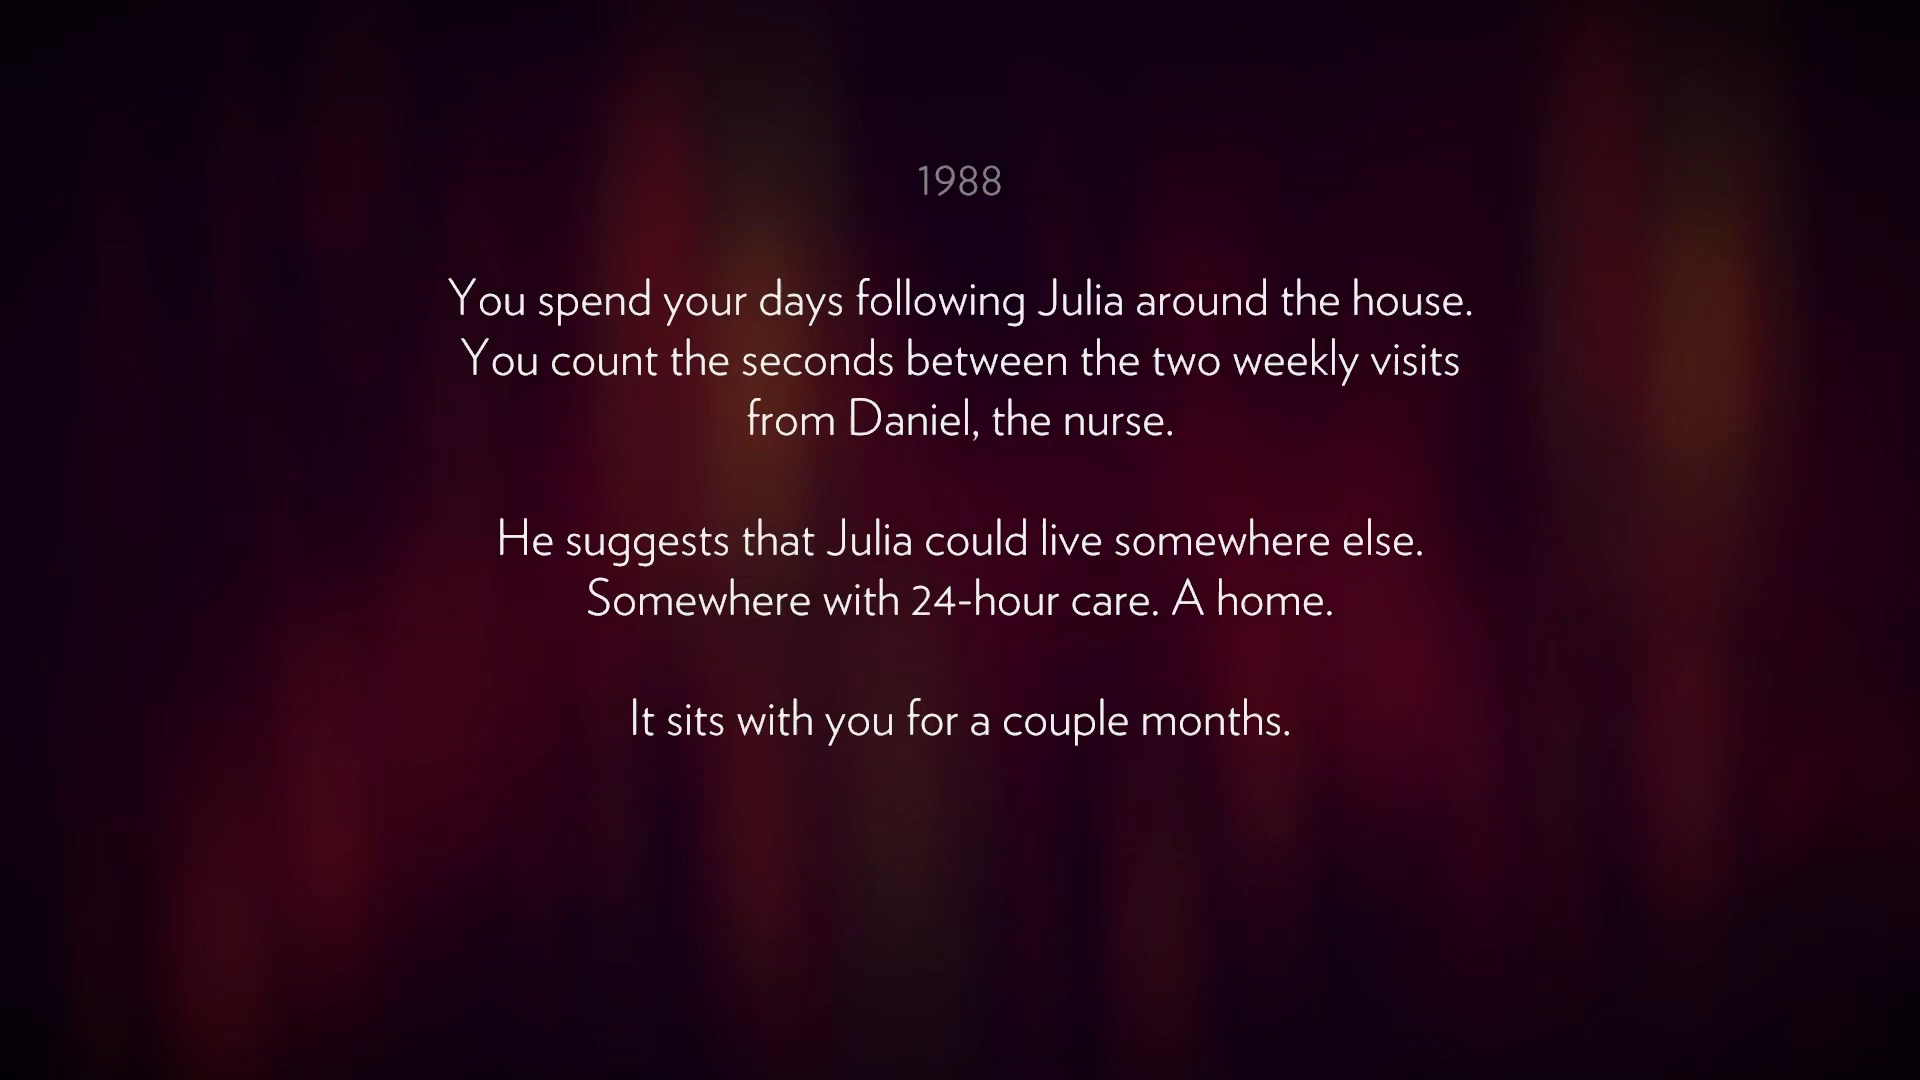 1988
You spend your days following Julia around the house.
You count the seconds between the two weekly visits
from Daniel, the nurse.
He suggests that Julia could live somewhere else.
Somewhere with 24-hour care. A home.
It sits with you for a couple months.